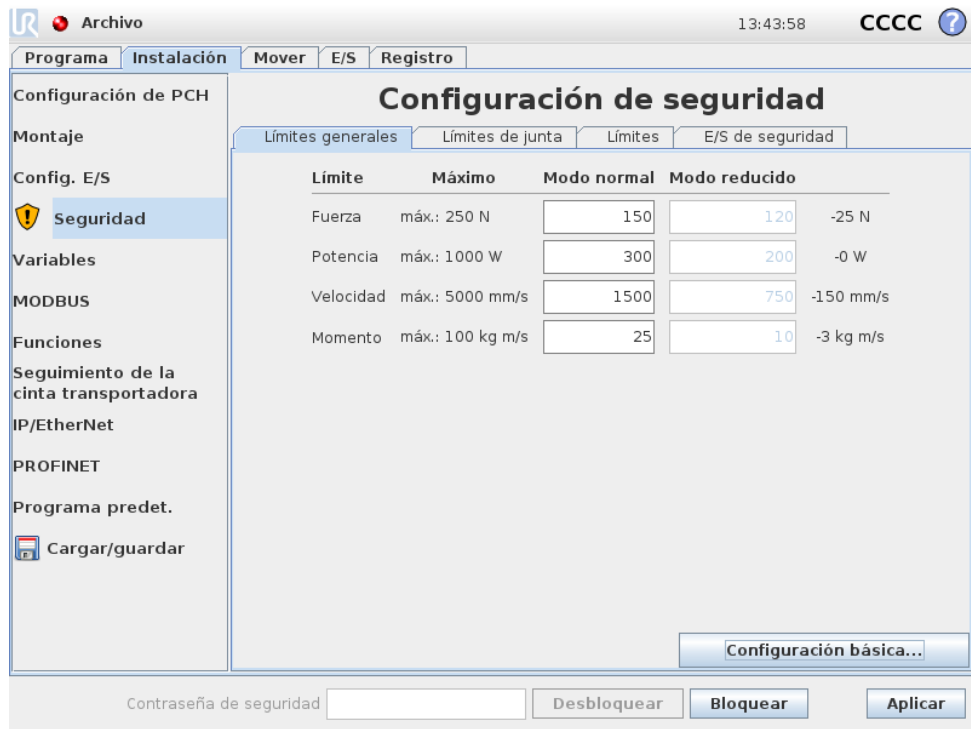 UR Archivo 13:43:58 CCCC ?
Programa Instalación Mover E/S Registro
Configuración de PCH
Montaje
Config. E/S
Seguridad
Variables
MODBUS
Funciones
Seguimiento de la
cinta transportadora
IP/EtherNet
PROFINET
Programa predet.
Cargar/guardar
Configuración de seguridad
Límites generales Límites de junta Límites E/S de seguridad
Límite Máximo Modo normal Modo reducido
Fuerza máx.: 250 N 150 120 -25 N
Potencia máx.: 1000 W 300 200 -0 W
Velocidad máx.: 5000 mm/s 1500 750 -150 mm/s
Momento máx.: 100 kg m/s 25 10 -3 kg m/s
Configuración básica...
Contraseña de seguridad Desbloquear Bloquear Aplicar